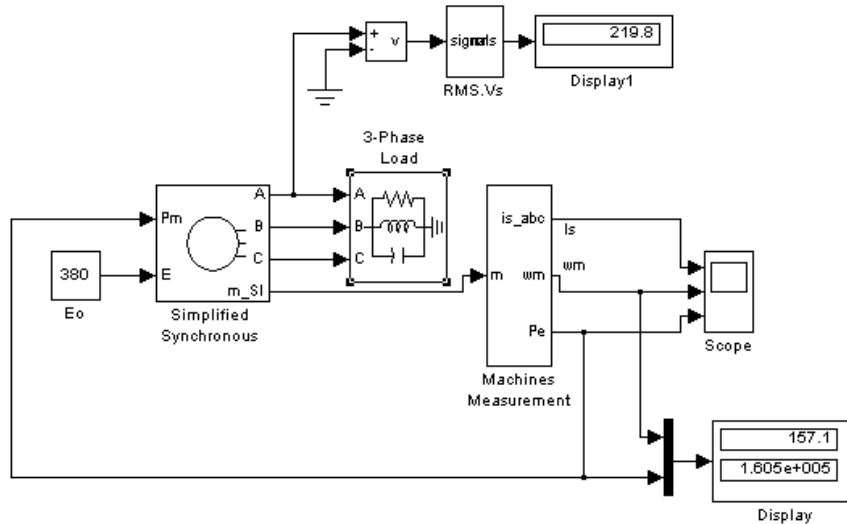 +
-
v
signals
RMS.Vs
219.8
Display1
3-Phase
Load
A
B
C
Pm
E
A
B
C
m_SI
Simplified
Synchronous
380
Eo
m
is_abc
wm
Pe
Machines
Measurement
Is
wm
Scope
157.1
1.605e+005
Display